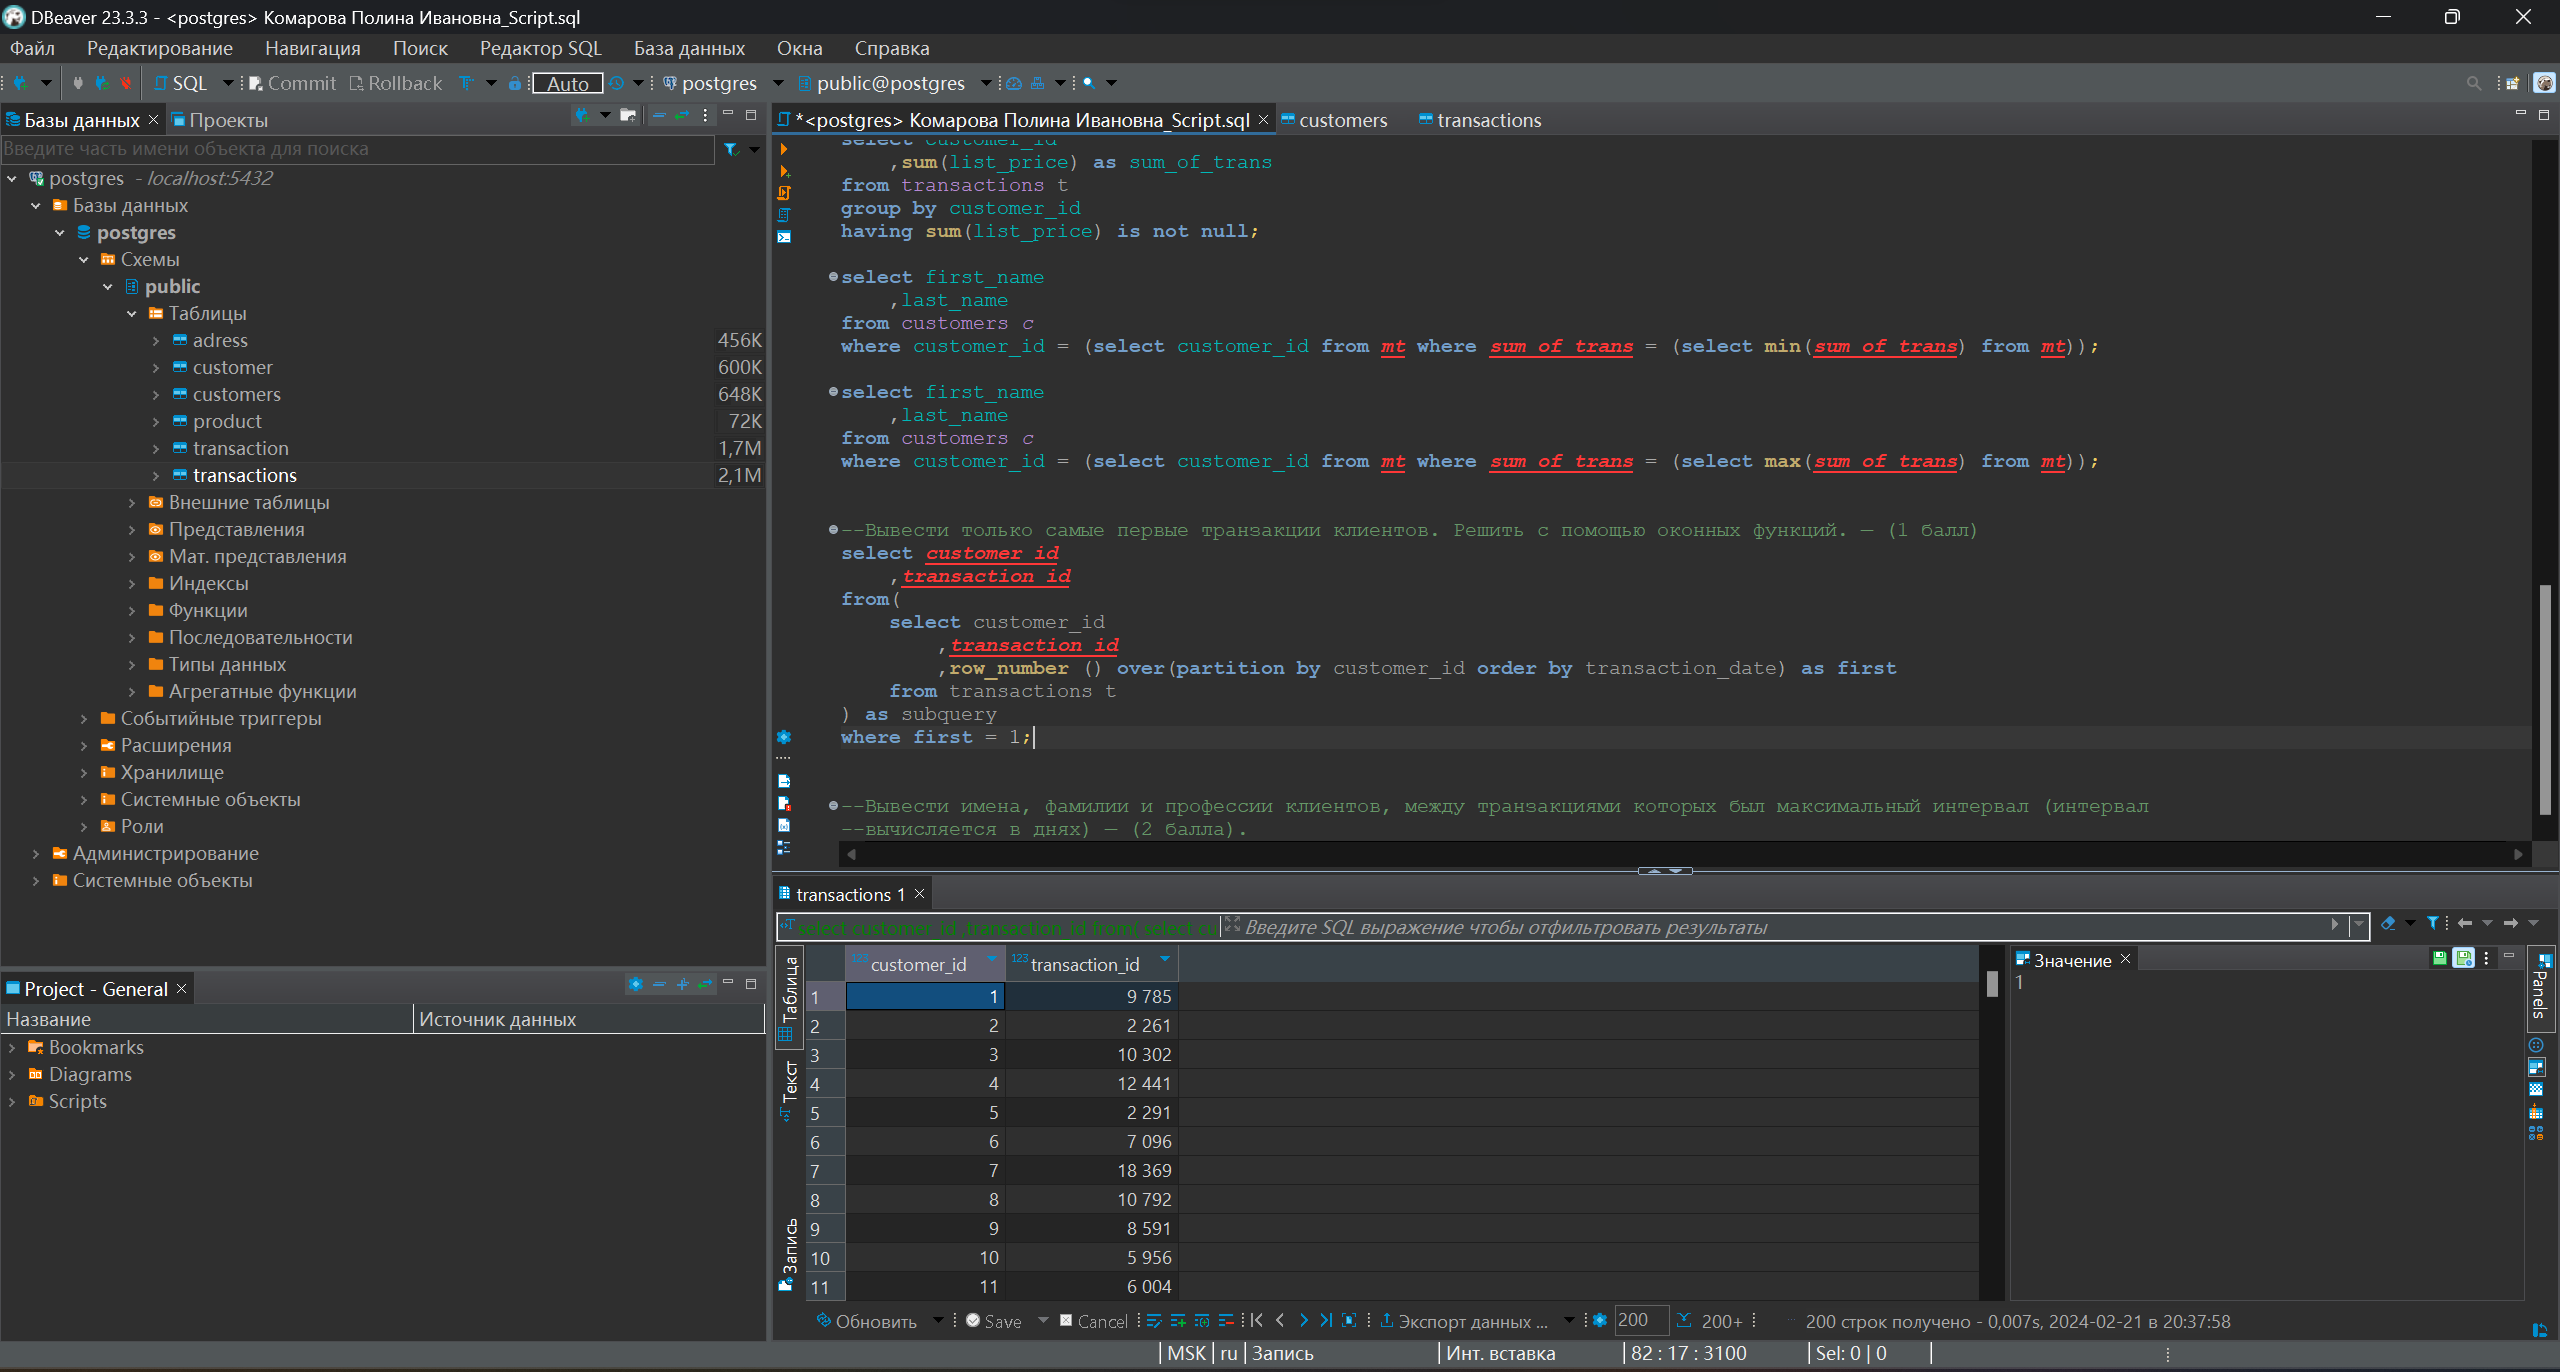 DBeaver 23.3.3 - <postgres> Комарова Полина Ивановна_Script.sql
Файл Редактирование Навигация Поиск Редактор SQL База данных Окна Справка
SQL Commit Rollback Auto postgres public@postgres
Базы данных Проекты
Введите часть имени объекта для поиска
postgres - localhost:5432
Базы данных
postgres
Схемы
public
Таблицы
adress 456K
customer 600K
customers 648K
product 72K
transaction 1,7M
transactions 2,1M
Внешние таблицы
Представления
Мат. представления
Индексы
Функции
Последовательности
Типы данных
Агрегатные функции
Событийные триггеры
Расширения
Хранилище
Системные объекты
Роли
Администрирование
Системные объекты
Project - General
Название Источник данных
Bookmarks
Diagrams
Scripts
*<postgres> Комарова Полина Ивановна_Script.sql customers transactions
select customer_id
,sum(list_price) as sum_of_trans
from transactions t
group by customer_id
having sum(list_price) is not null;
select first_name
,last_name
from customers c
where customer_id = (select customer_id from mt where sum_of_trans = (select min(sum_of_trans) from mt));
select first_name
,last_name
from customers c
where customer_id = (select customer_id from mt where sum_of_trans = (select max(sum_of_trans) from mt));
--Вывести только самые первые транзакции клиентов. Решить с помощью оконных функций. — (1 балл)
select customer_id
,transaction_id
from(
select customer_id
,transaction_id
,row_number () over(partition by customer_id order by transaction_date) as first
from transactions t
) as subquery
where first = 1;
--Вывести имена, фамилии и профессии клиентов, между транзакциями которых был максимальный интервал (интервал
--вычисляется в днях) — (2 балла).
transactions 1
select customer_id ,transaction_id from( select cu Введите SQL выражение чтобы отфильтровать результаты
Таблица
Текст
Запись
123 customer_id 123 transaction_id
1 1 9 785
2 2 2 261
3 3 10 302
4 4 12 441
5 5 2 291
6 6 7 096
7 7 18 369
8 8 10 792
9 9 8 591
10 10 5 956
11 11 6 004
Значение
1
Panels
Обновить Save Cancel Экспорт данных ... 200 200+ 200 строк получено - 0,007s, 2024-02-21 в 20:37:58
MSK ru Запись Инт. вставка 82 : 17 : 3100 Sel: 0 | 0